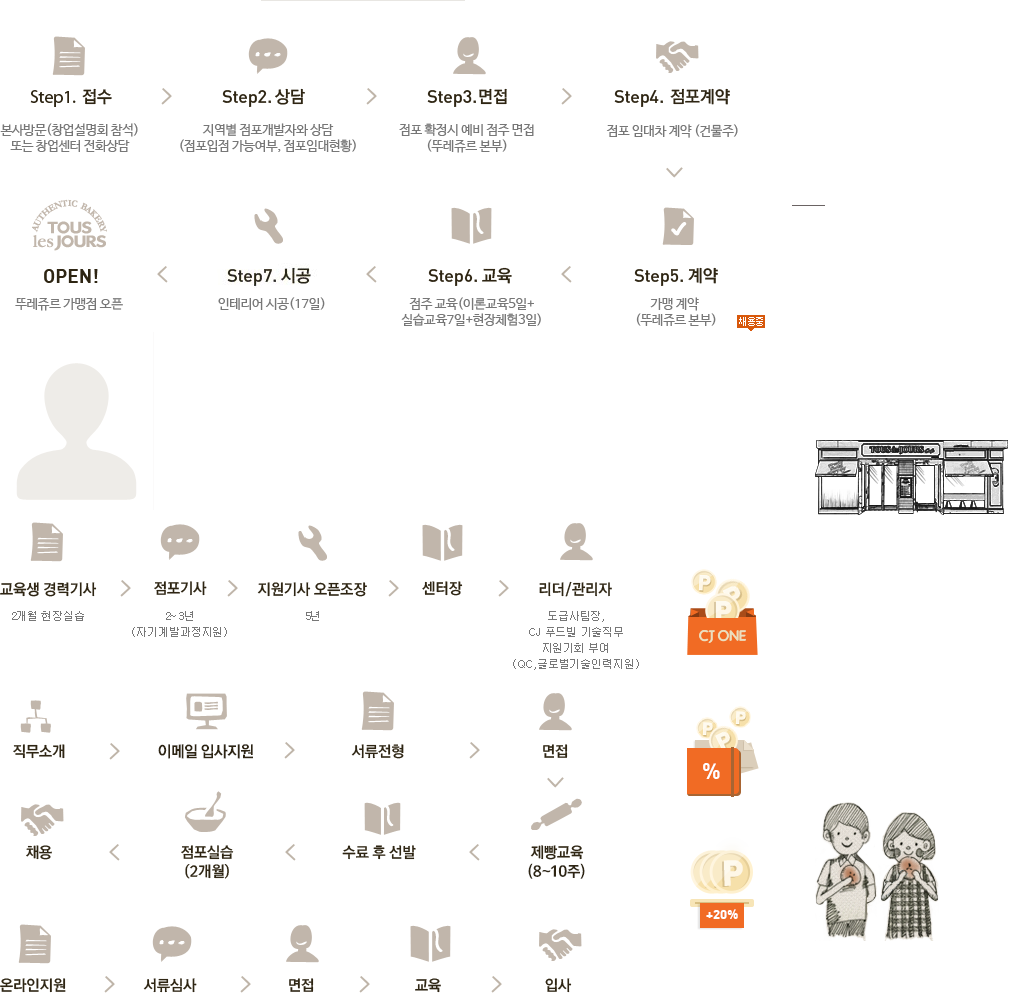 Step1. 접수
Step2. 상담
Step3.면접
Step4. 점포계약
본사방문(창업설명회 참석)
또는 창업센터 전화상담
지역별 점포개발자와 상담
(점포입점 가능여부, 점포임대현황)
점포 확정시 예비 점주 면접
(뚜레쥬르 본부)
점포 임대차 계약 (건물주)
AUTHENTIC BAKERY
TOUS
les JOURS
OPEN!
Step7. 시공
Step6. 교육
Step5. 계약
뚜레쥬르 가맹점 오픈
인테리어 시공(17일)
점주 교육(이론교육5일+
실습교육7일+현장체험3일)
가맹 계약
(뚜레쥬르 본부)
채용중
TOUS les JOURS
교육생 경력기사
점포기사
지원기사 오픈조장
센터장
리더/관리자
2개월 현장실습
2~3년
(자기계발과정지원)
5년
도급사팀장,
CJ 푸드빌 기술직무
지원기회 부여
(QC,글로벌기술인력지원)
P
P
P
CJ ONE
직무소개
이메일 입사지원
서류전형
면접
P
P
P
%
채용
점포실습
(2개월)
수료 후 선발
제빵교육
(8~10주)
P
+20%
온라인지원
서류심사
면접
교육
입사